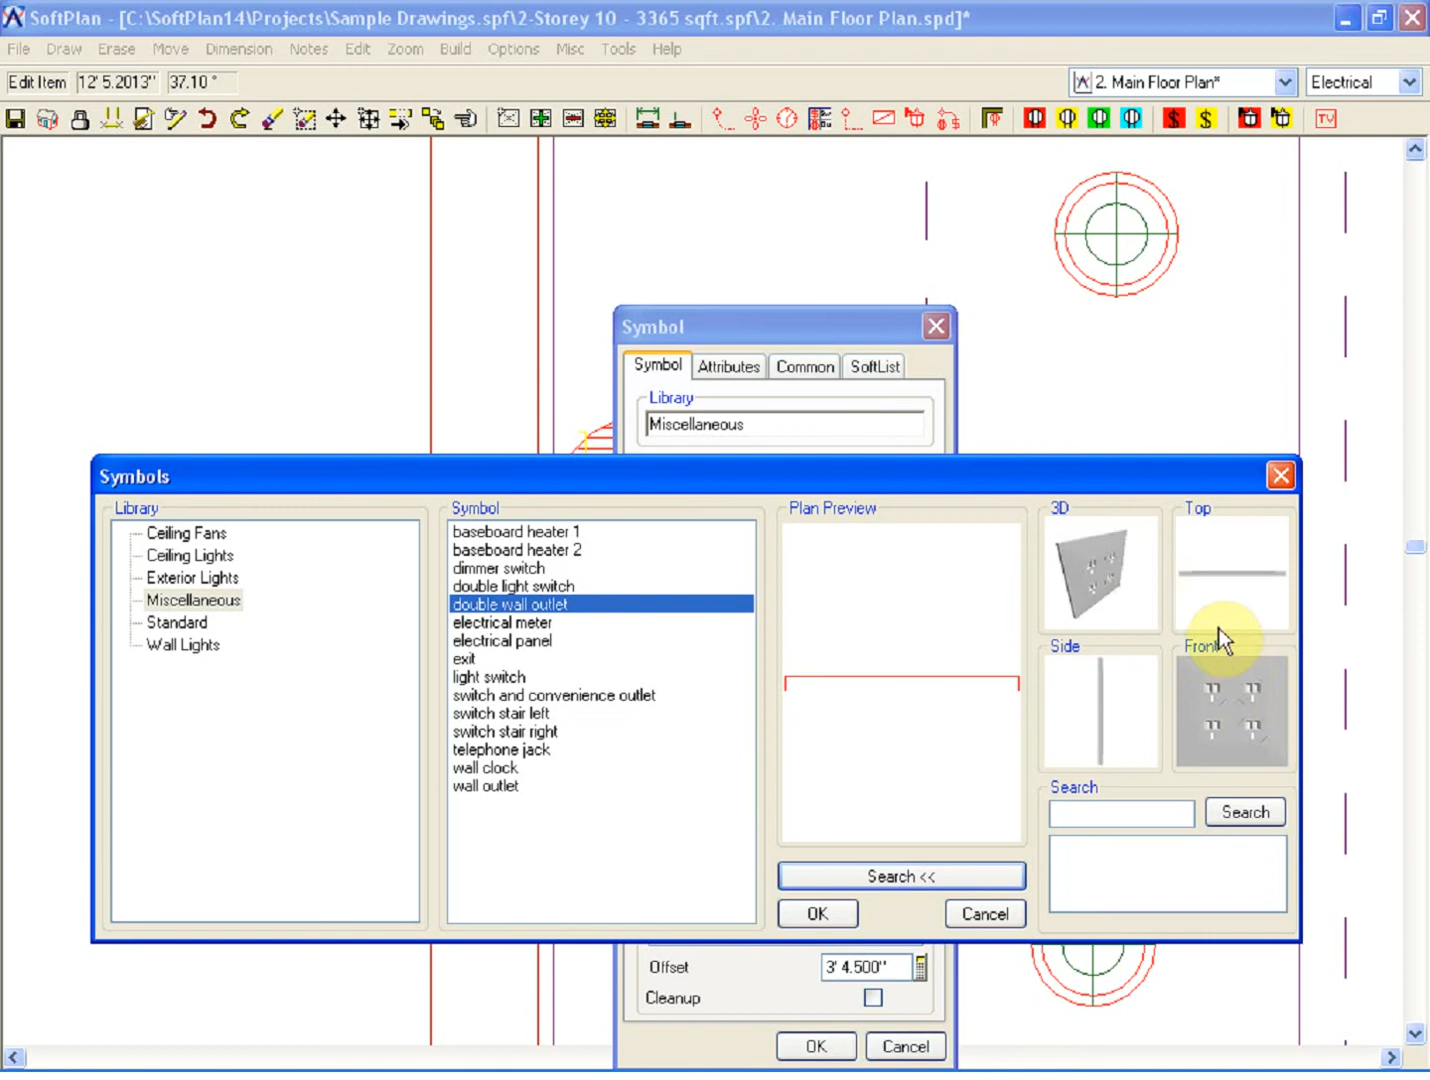 SoftPlan - [C:\SoftPlan14\Projects\Sample Drawings.spf\2-Storey 10 - 3365 sqft.spf\2. Main Floor Plan.spd]*
File Draw Erase Move Dimension Notes Edit Zoom Build Options Misc Tools Help
Edit Item 12' 5.2013" 37.10 ° 2. Main Floor Plan* Electrical
$ $ TV
Symbol
Symbol Attributes Common SoftList
Library
Miscellaneous
Symbols
Library
Ceiling Fans
Ceiling Lights
Exterior Lights
Miscellaneous
Standard
Wall Lights
Symbol
baseboard heater 1
baseboard heater 2
dimmer switch
double light switch
double wall outlet
electrical meter
electrical panel
exit
light switch
switch and convenience outlet
switch stair left
switch stair right
telephone jack
wall clock
wall outlet
Plan Preview
3D
Top
Side
Front
Search
Search
Search <<
OK Cancel
Offset 3' 4.500"
Cleanup
OK Cancel